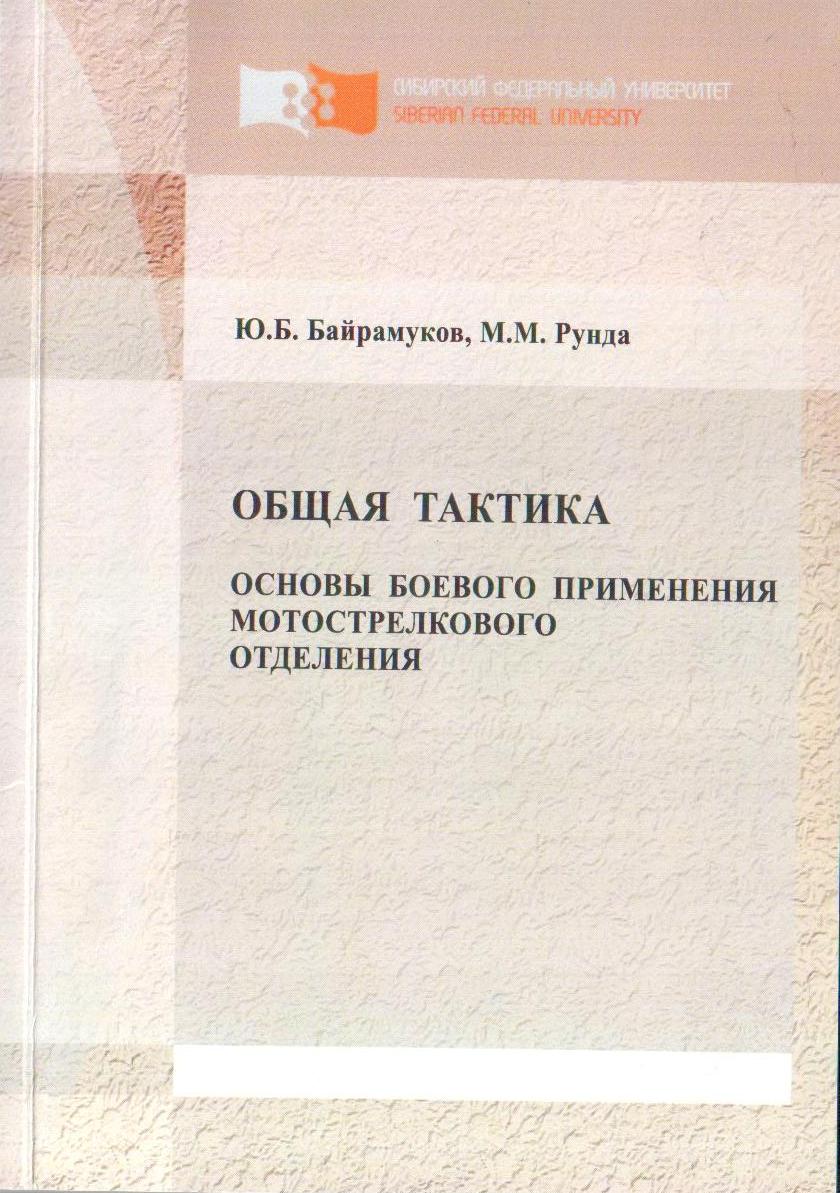 СИБИРСКИЙ ФЕДЕРАЛЬНЫЙ УНИВЕРСИТЕТ
SIBERIAN FEDERAL UNIVERSITY
Ю.Б. Байрамуков, М.М. Рунда
ОБЩАЯ ТАКТИКА
ОСНОВЫ БОЕВОГО ПРИМЕНЕНИЯ
МОТОСТРЕЛКОВОГО
ОТДЕЛЕНИЯ